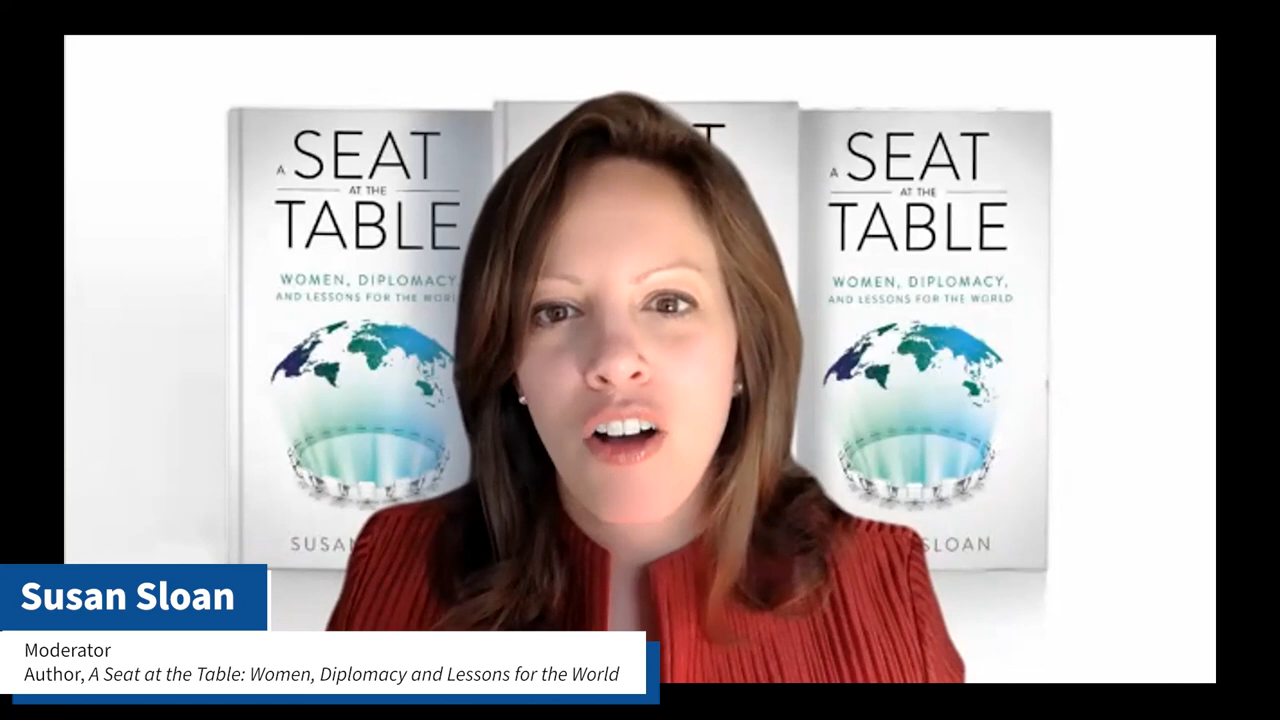 A SEAT
AT THE
TABLE
WOMEN, DIPLOMACY,
AND LESSONS FOR THE
SUSAN
T
A SEAT
AT THE
TABLE
WOMEN, DIPLOMACY,
AND LESSONS FOR THE WORLD
SLOAN
Susan Sloan
Moderator
Author, A Seat at the Table: Women, Diplomacy and Lessons for the World